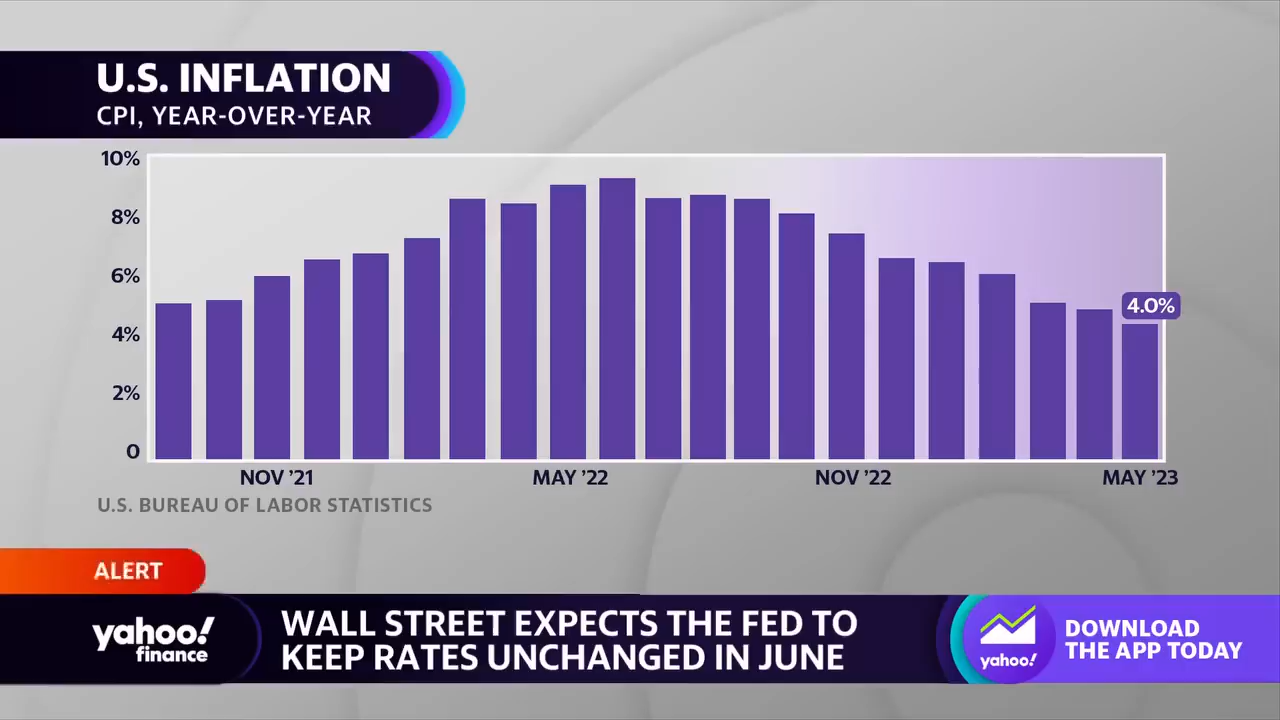 U.S. INFLATION
CPI, YEAR-OVER-YEAR
10%
8%
6%
4%
2%
0
4.0%
NOV ’21
MAY ’22
NOV ’22
MAY ’23
U.S. BUREAU OF LABOR STATISTICS
ALERT
yahoo!
finance
WALL STREET EXPECTS THE FED TO
KEEP RATES UNCHANGED IN JUNE
yahoo!
DOWNLOAD
THE APP TODAY